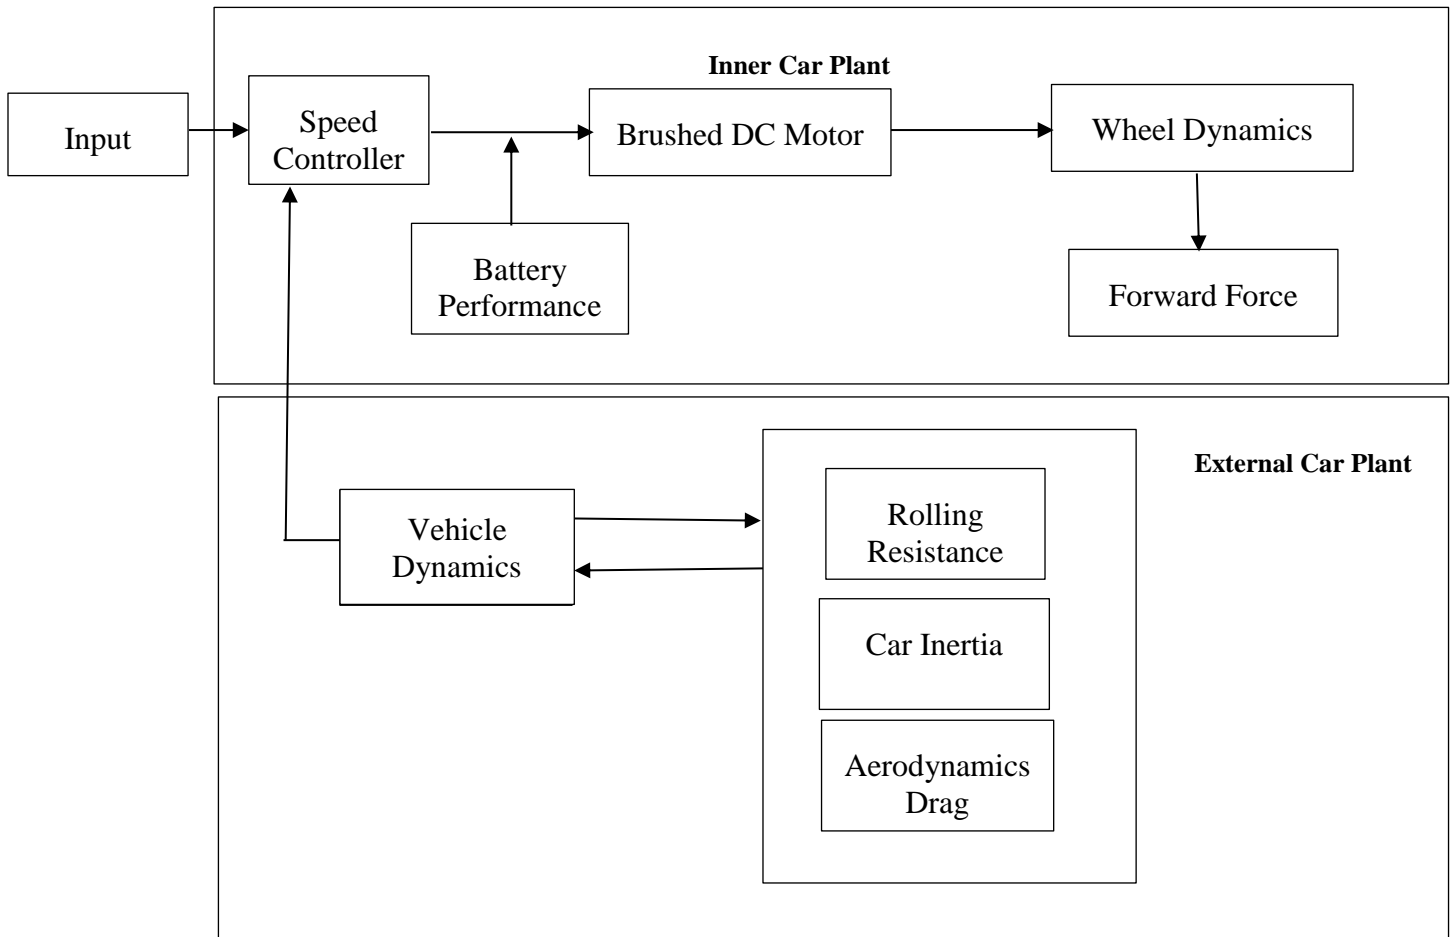 Inner Car Plant
Input
Speed
Controller
Brushed DC Motor
Wheel Dynamics
Battery
Performance
Forward Force
External Car Plant
Vehicle
Dynamics
Rolling
Resistance
Car Inertia
Aerodynamics
Drag